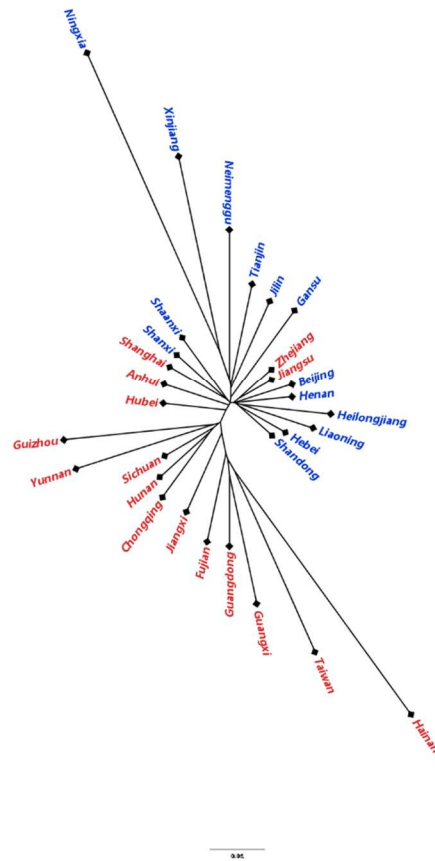 Ningxia
Xinjiang
Neimenggu
Tianjin
Jilin
Gansu
Shaanxi
Shanxi
Shanghai
Zhejiang
Jiangsu
Anhui
Beijing
Hubei
Henan
Heilongjiang
Liaoning
Guizhou
Hebei
Shandong
Yunnan
Sichuan
Hunan
Chongqing
Jiangxi
Fujian
Guangdong
Guangxi
Taiwan
Hainan